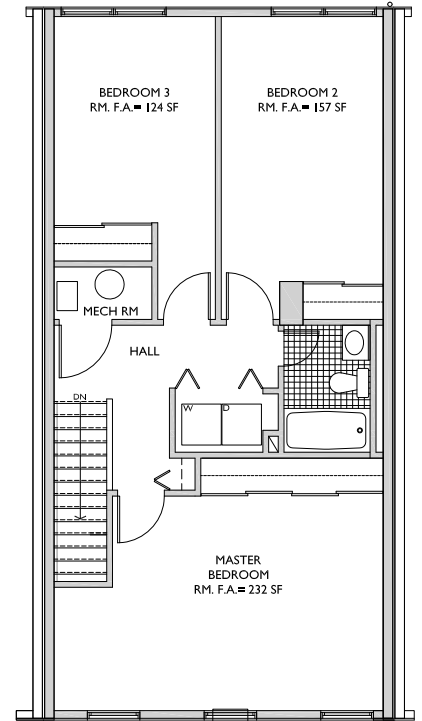 BEDROOM 3
RM. F.A.= 124 SF
BEDROOM 2
RM. F.A.= 157 SF
MECH RM
HALL
DN
W D
MASTER
BEDROOM
RM. F.A.= 232 SF